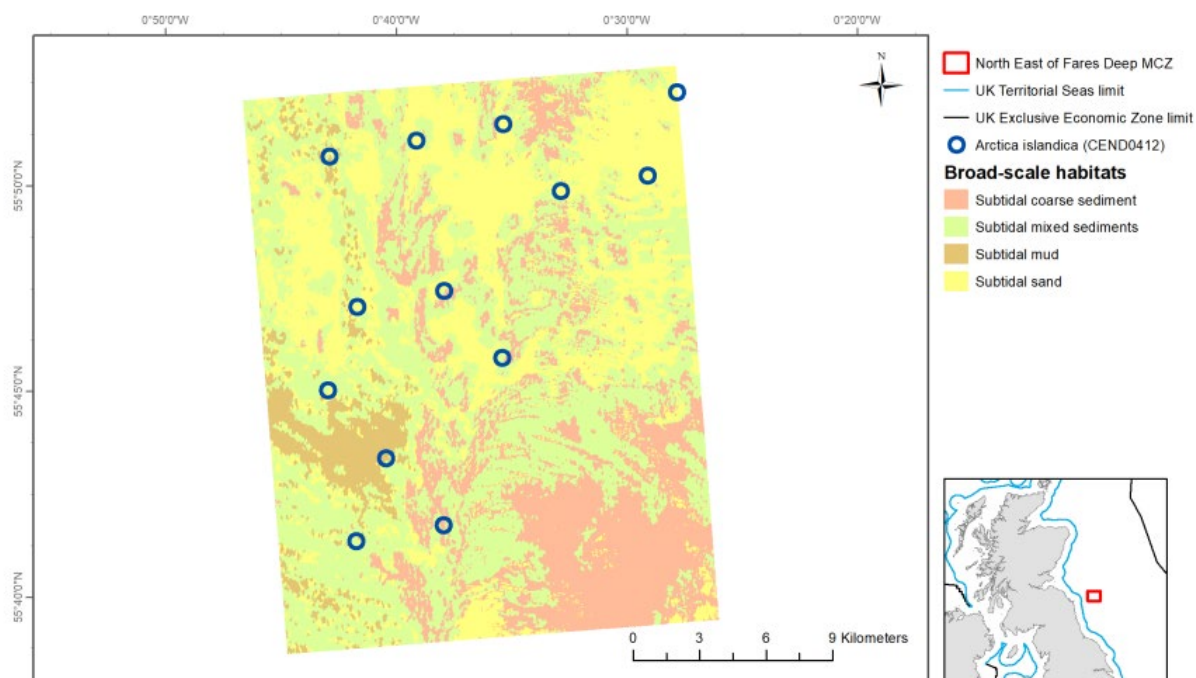 0°50'0"W
0°40'0"W
0°30'0"W
0°20'0"W
N
North East of Fares Deep MCZ
UK Territorial Seas limit
UK Exclusive Economic Zone limit
Arctica islandica (CEND0412)
Broad-scale habitats
Subtidal coarse sediment
Subtidal mixed sediments
Subtidal mud
Subtidal sand
55°50'0"N
55°45'0"N
55°40'0"N
0 3 6 9 Kilometers